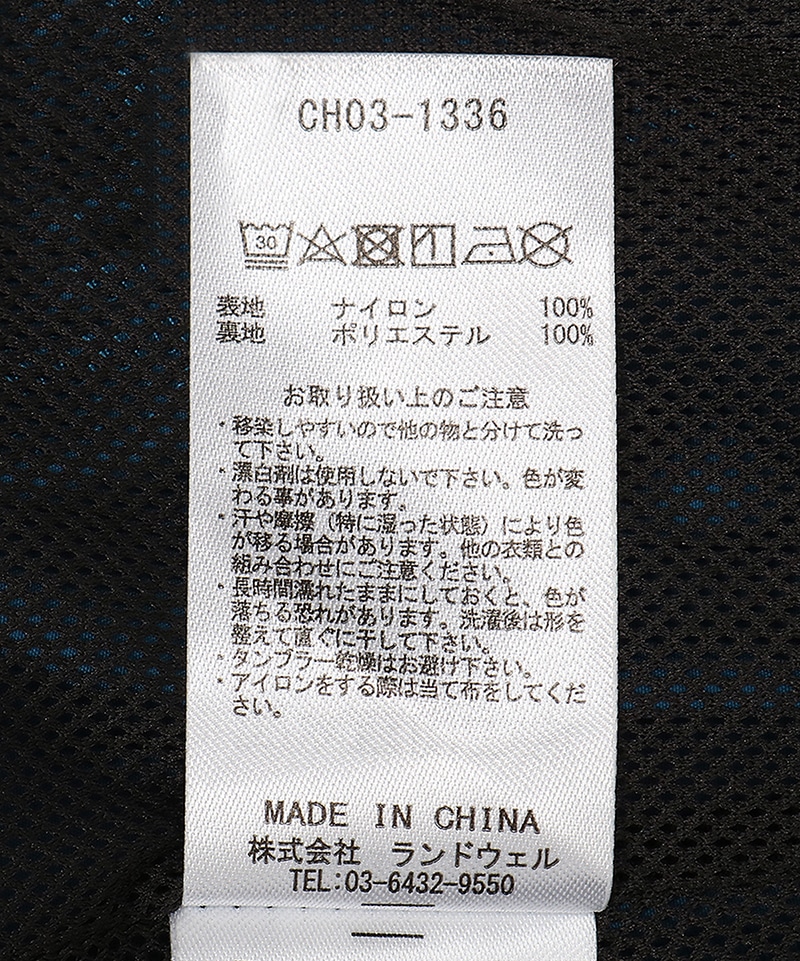 CH03-1336
30
表地 ナイロン 100%
裏地 ポリエステル 100%
お取り扱い上のご注意
・移染しやすいので他の物と分けて洗っ
て下さい。
・漂白剤は使用しないで下さい。色が変
わる事があります。
・汗や摩擦（特に湿った状態）により色
が移る場合があります。他の衣類との
組み合わせにご注意ください。
・長時間濡れたままにしておくと、色が
落ちる恐れがあります。洗濯後は形を
整えて直ぐに干して下さい。
・タンブラー乾燥はお避け下さい。
・アイロンをする際は当て布をしてくだ
さい。
MADE IN CHINA
株式会社 ランドウェル
TEL:03-6432-9550